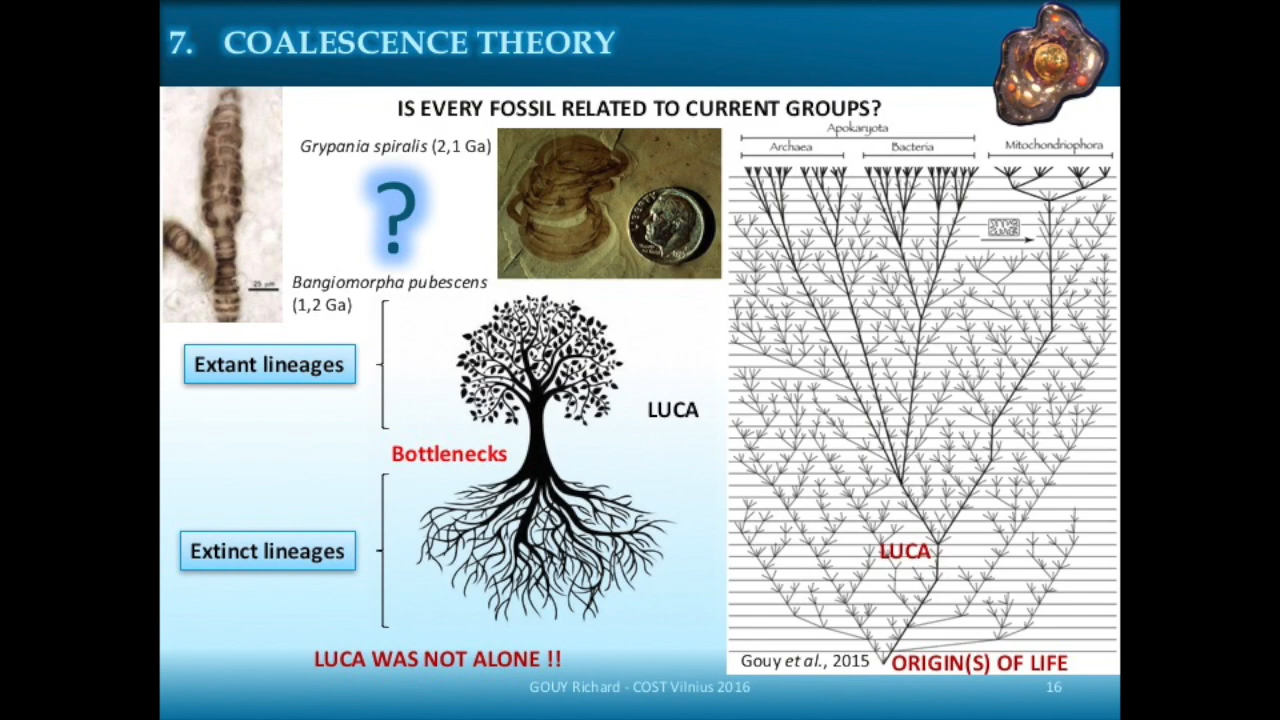 7. COALESCENCE THEORY
IS EVERY FOSSIL RELATED TO CURRENT GROUPS?
Grypania spiralis (2,1 Ga)
?
25 µm
Bangiomorpha pubescens
(1,2 Ga)
Extant lineages
LUCA
Bottlenecks
Extinct lineages
LUCA WAS NOT ALONE !!
Apokaryota
Archaea
Bacteria
Mitochondriophora
LUCA
Gouy et al., 2015
ORIGIN(S) OF LIFE
GOUY Richard - COST Vilnius 2016
16